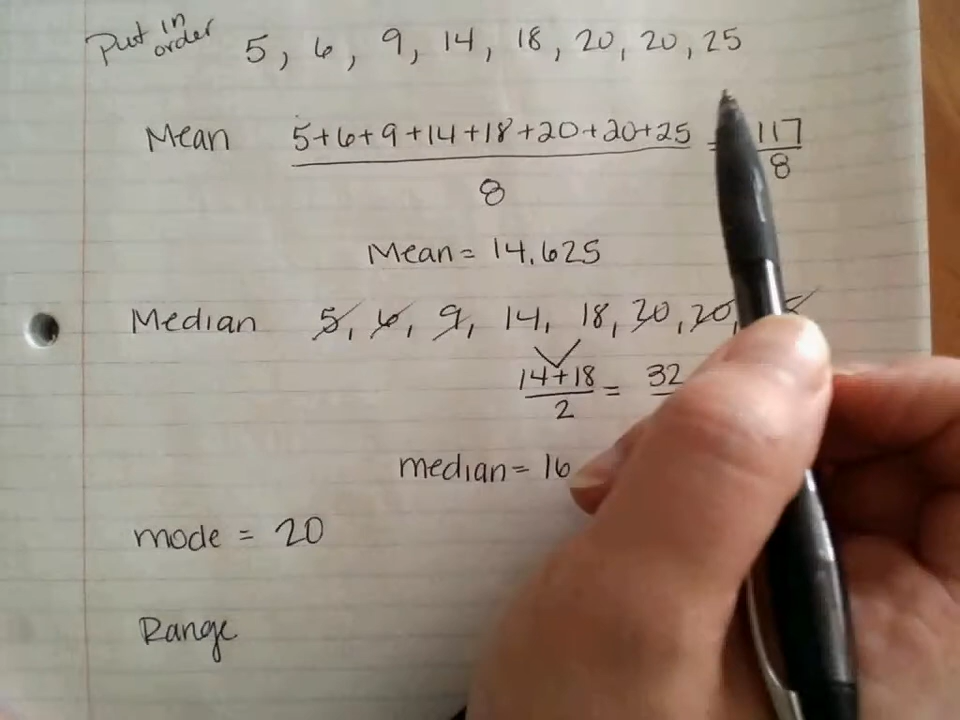 Put in order 5, 6, 9, 14, 18, 20, 20, 25
Mean 5+6+9+14+18+20+20+25 = 117
8 8
Mean = 14.625
Median 5, 6, 9, 14, 18, 20, 20,
14+18 = 32
2
median = 16
mode = 20
Range